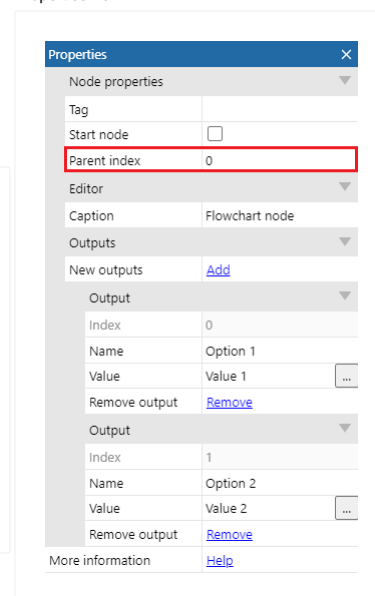 Properties
Node properties
Tag
Start node
Parent index 0
Editor
Caption Flowchart node
Outputs
New outputs Add
Output
Index 0
Name Option 1
Value Value 1 ...
Remove output Remove
Output
Index 1
Name Option 2
Value Value 2 ...
Remove output Remove
More information Help